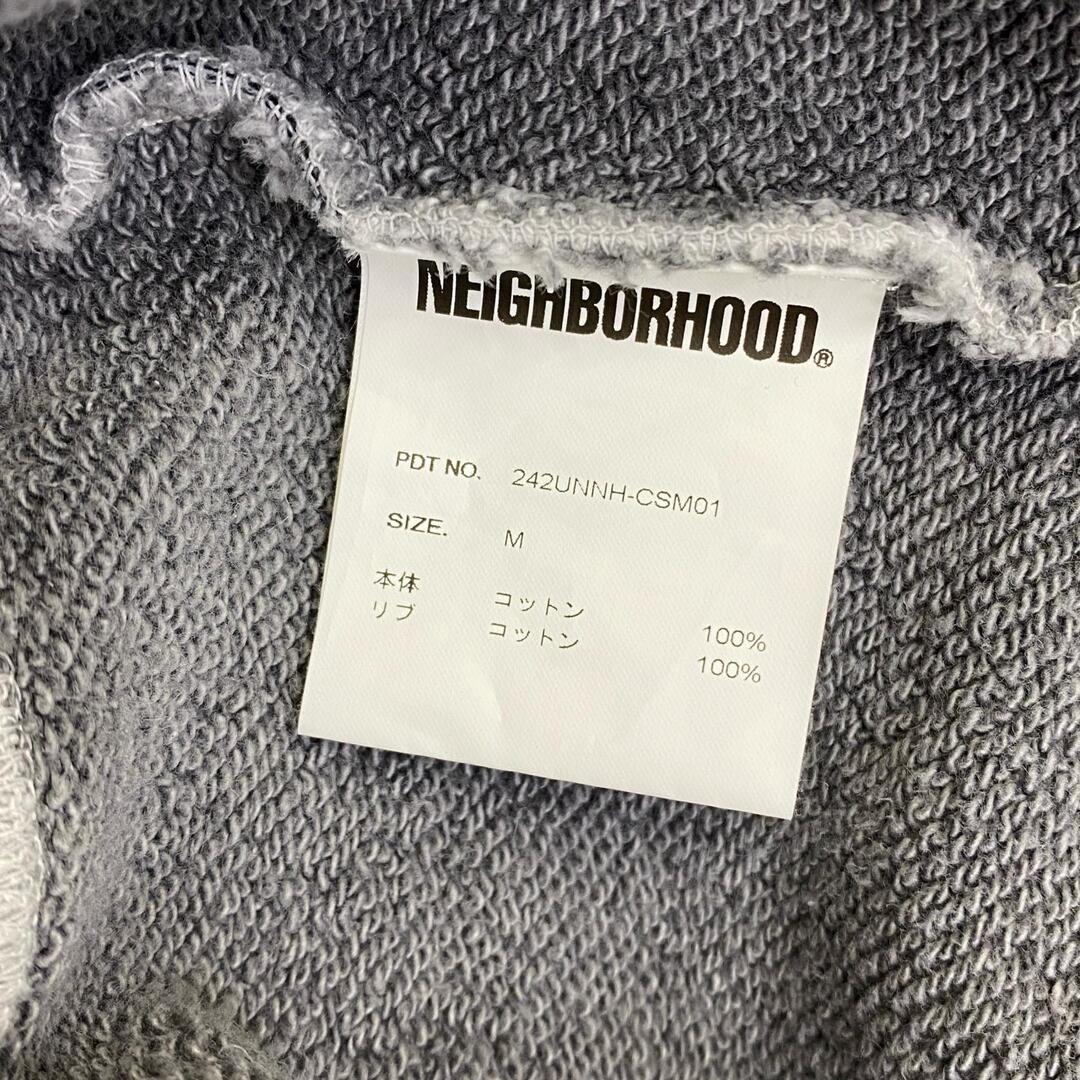 NEIGHBORHOOD®
PDT NO. 242UNNH-CSM01
SIZE. M
本体 コットン 100%
リブ コットン 100%